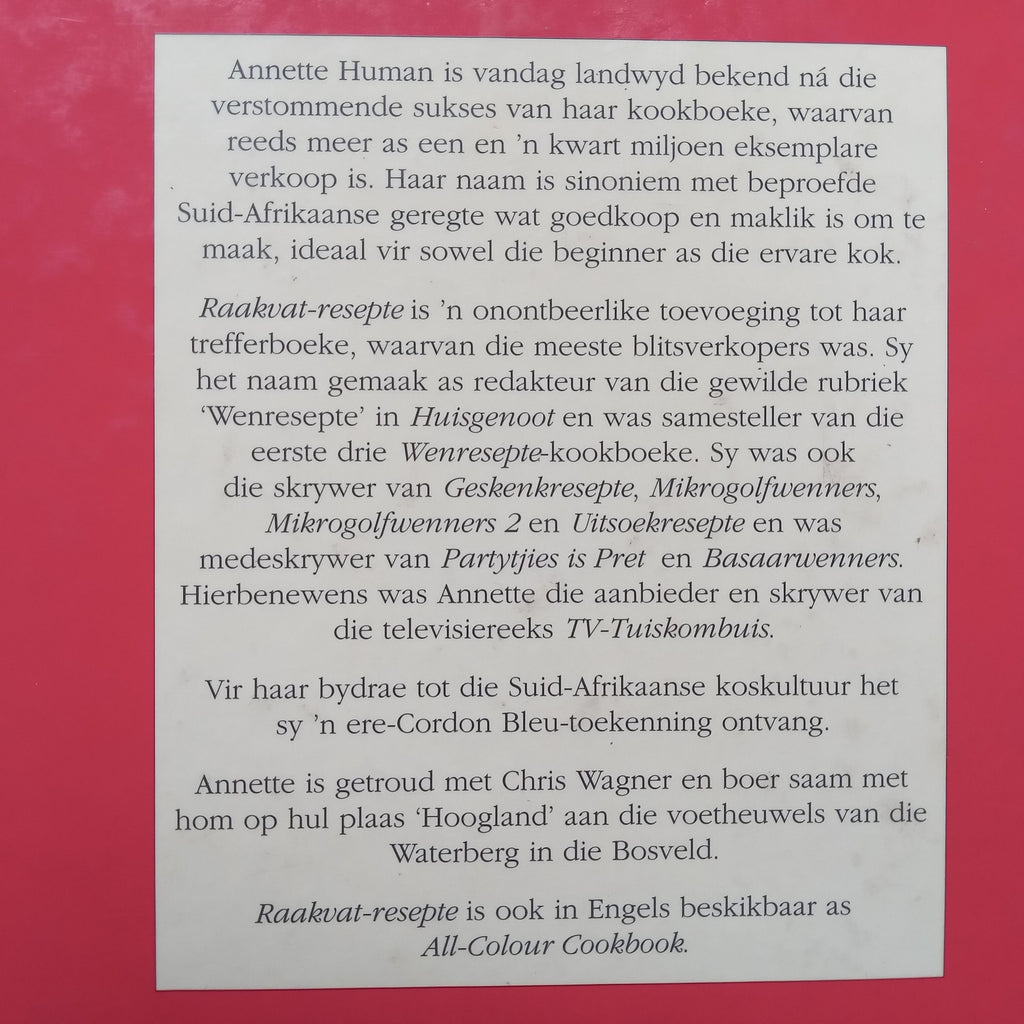 Annette Human is vandag landwyd bekend ná die
verstommende sukses van haar kookboeke, waarvan
reeds meer as een en 'n kwart miljoen eksemplare
verkoop is. Haar naam is sinoniem met beproefde
Suid-Afrikaanse geregte wat goedkoop en maklik is om te
maak, ideaal vir sowel die beginner as die ervare kok.
Raakvat-resepte is 'n onontbeerlike toevoeging tot haar
trefferboeke, waarvan die meeste blitsverkopers was. Sy
het naam gemaak as redakteur van die gewilde rubriek
'Wenresepte' in Huisgenoot en was samesteller van die
eerste drie Wenresepte-kookboeke. Sy was ook
die skrywer van Geskenkresepte, Mikrogolfwenners,
Mikrogolfwenners 2 en Uitsoekresepte en was
medeskrywer van Partytjies is Pret en Basaarwenners.
Hierbenewens was Annette die aanbieder en skrywer van
die televisiereeks TV-Tuiskombuis.
Vir haar bydrae tot die Suid-Afrikaanse koskultuur het
sy 'n ere-Cordon Bleu-toekenning ontvang.
Annette is getroud met Chris Wagner en boer saam met
hom op hul plaas 'Hoogland' aan die voetheuwels van die
Waterberg in die Bosveld.
Raakvat-resepte is ook in Engels beskikbaar as
All-Colour Cookbook.